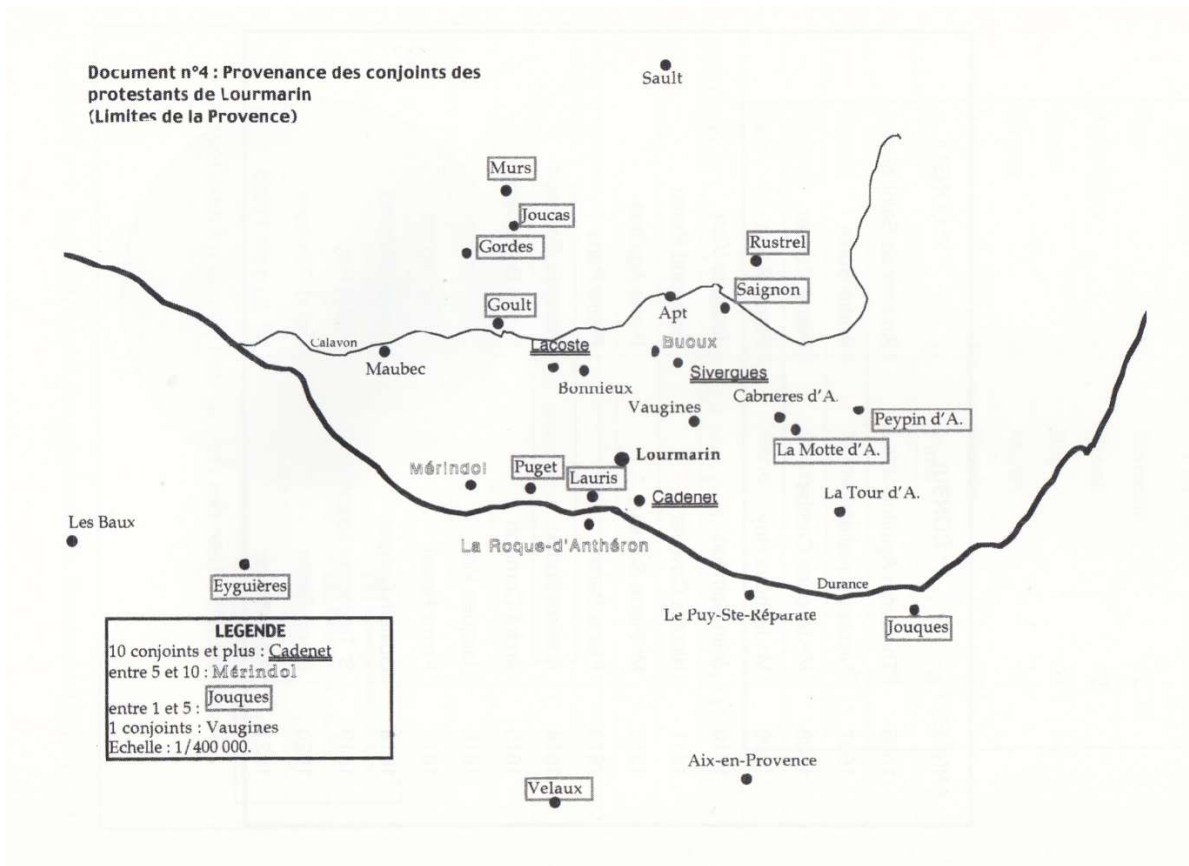 Document n°4 : Provenance des conjoints des
protestants de Lourmarin
(Limites de la Provence)
Sault
Murs
Joucas
Gordes
Rustrel
Saignon
Goult
Apt
Calavon
Lacoste
Buoux
Maubec
Bonnieux
Sivergues
Cabrieres d'A.
Vaugines
Peypin d'A.
La Motte d'A.
Lourmarin
Mérindol
Puget
Lauris
Cadenet
La Tour d'A.
Les Baux
La Roque-d'Anthéron
Eyguières
Durance
Le Puy-Ste-Réparate
Jouques
LEGENDE
10 conjoints et plus : Cadenet
entre 5 et 10 : Mérindol
entre 1 et 5 : Jouques
1 conjoints : Vaugines
Echelle : 1/400 000.
Aix-en-Provence
Velaux